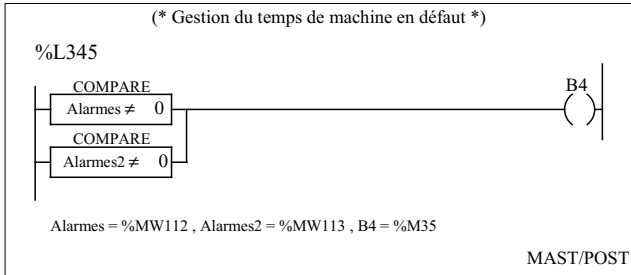 (* Gestion du temps de machine en défaut *)
%L345
COMPARE
Alarmes ≠ 0
B4
( )
COMPARE
Alarmes2 ≠ 0
Alarmes = %MW112 , Alarmes2 = %MW113 , B4 = %M35
MAST/POST